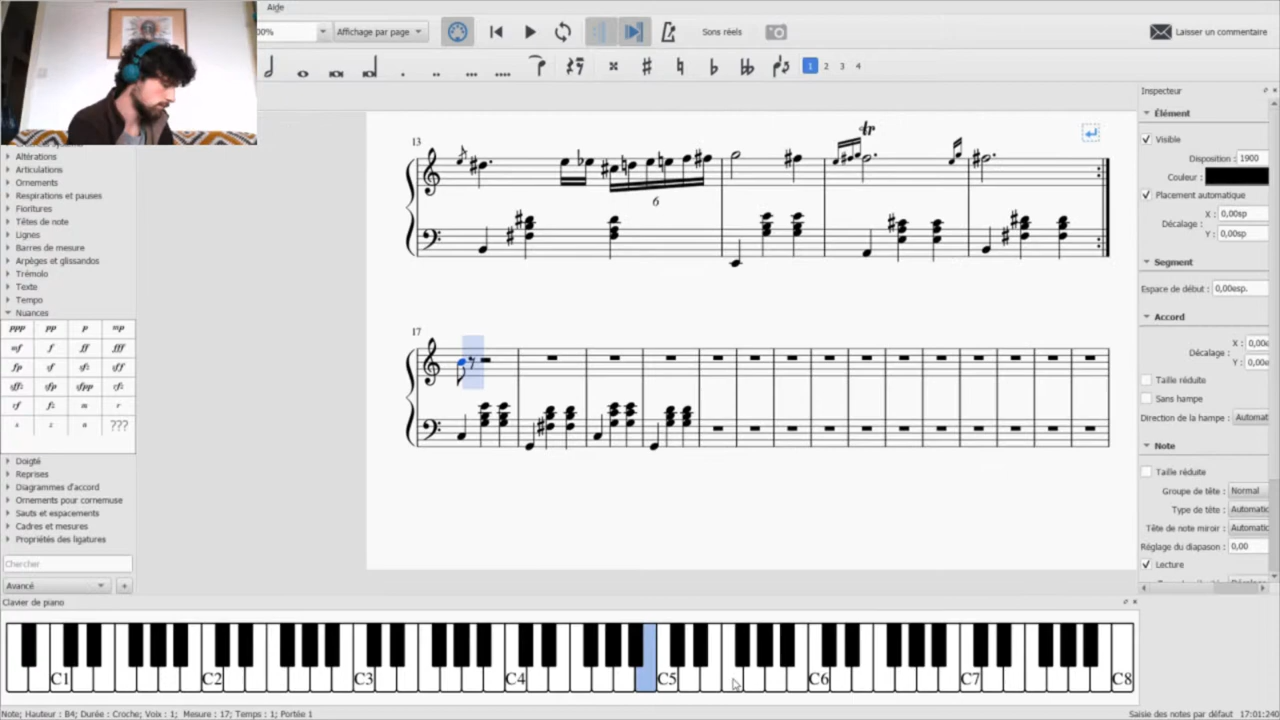 Aide
00%
Affichage par page
Sons réels
Laisser un commentaire
1 2 3 4
Inspecteur
Élément
Visible
Disposition : 1900
Couleur :
Placement automatique
X : 0,00sp
Décalage :
Y : 0,00sp
Segment
Espace de début : 0,00esp.
Accord
X : 0,00
Décalage :
Y : 0,00
Taille réduite
Sans hampe
Direction de la hampe : Automat
Note
Taille réduite
Groupe de tête : Normal
Type de tête : Automatic
Tête de note miroir : Automatic
Réglage du diapason : 0,00
Lecture
Altérations
Articulations
Ornements
Respirations et pauses
Fioritures
Têtes de note
Lignes
Barres de mesure
Arpèges et glissandos
Trémolo
Texte
Tempo
Nuances
ppp pp p mp
mf f ff fff
fp sf sfz sff
sffz sfp sfpp rfz
rf fz m r
s z n ???
Doigté
Reprises
Diagrammes d'accord
Ornements pour cornemuse
Sauts et espacements
Cadres et mesures
Propriétés des ligatures
Chercher
Avancé
+
13
tr
6
17
Clavier de piano
C1 C2 C3 C4 C5 C6 C7 C8
Note; Hauteur : B4; Durée : Croche; Voix : 1; Mesure : 17; Temps : 1; Portée 1
Saisie des notes par défaut 17:01:240